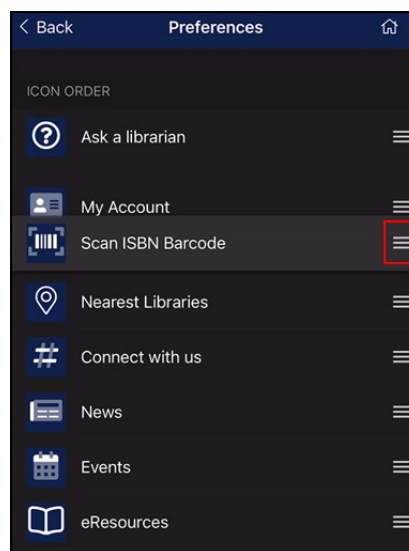 Back
Preferences
ICON ORDER
Ask a librarian
My Account
Scan ISBN Barcode
Nearest Libraries
Connect with us
News
Events
eResources